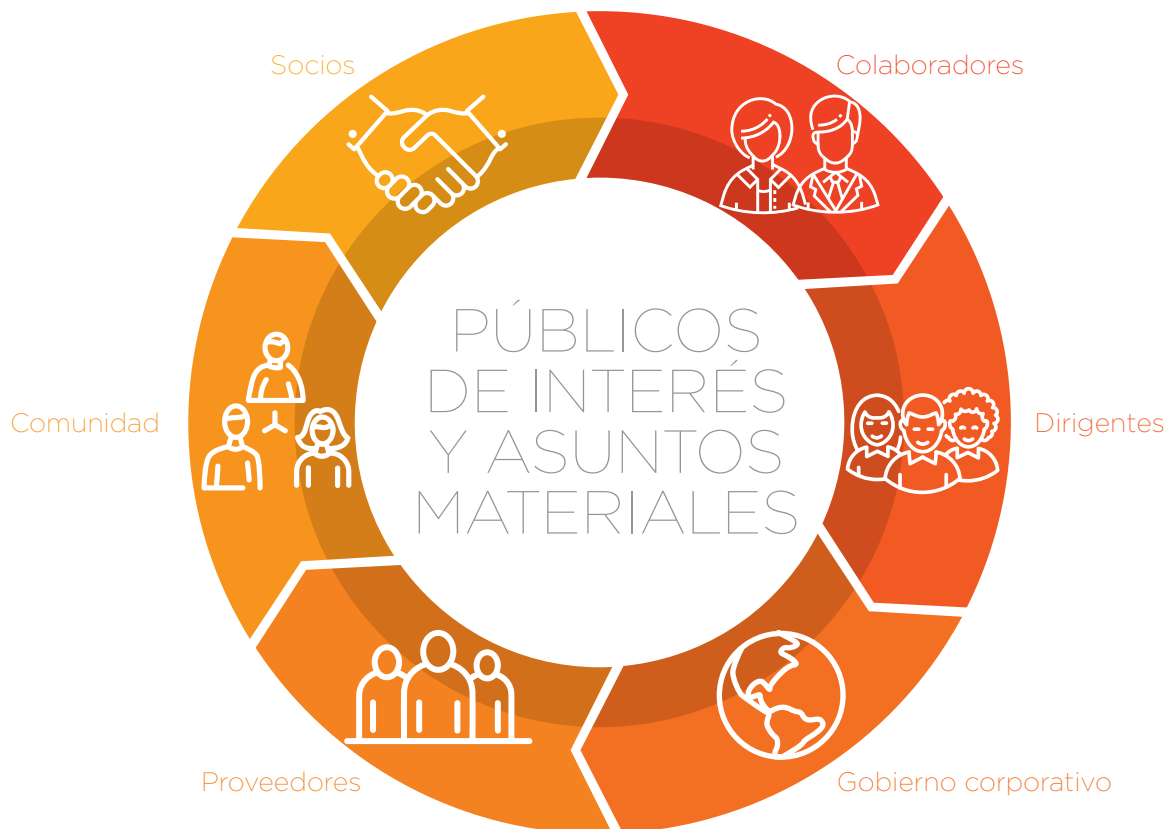 Socios
Colaboradores
PÚBLICOS
DE INTERÉS
Y ASUNTOS
MATERIALES
Comunidad
Dirigentes
Proveedores
Gobierno corporativo